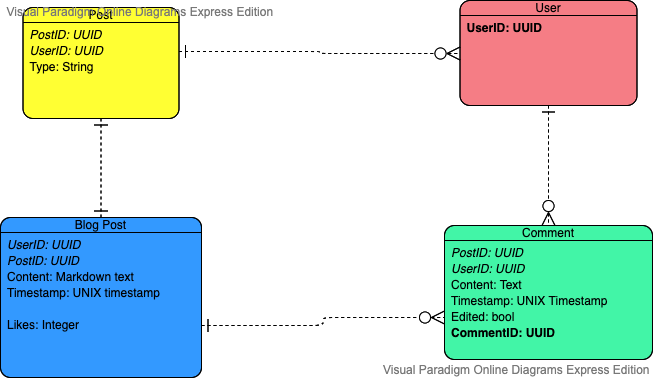 Visual Paradigm Online Diagrams Express Edition
Post
PostID: UUID
UserID: UUID
Type: String
User
UserID: UUID
Blog Post
UserID: UUID
PostID: UUID
Content: Markdown text
Timestamp: UNIX timestamp
Likes: Integer
Comment
PostID: UUID
UserID: UUID
Content: Text
Timestamp: UNIX Timestamp
Edited: bool
CommentID: UUID
Visual Paradigm Online Diagrams Express Edition